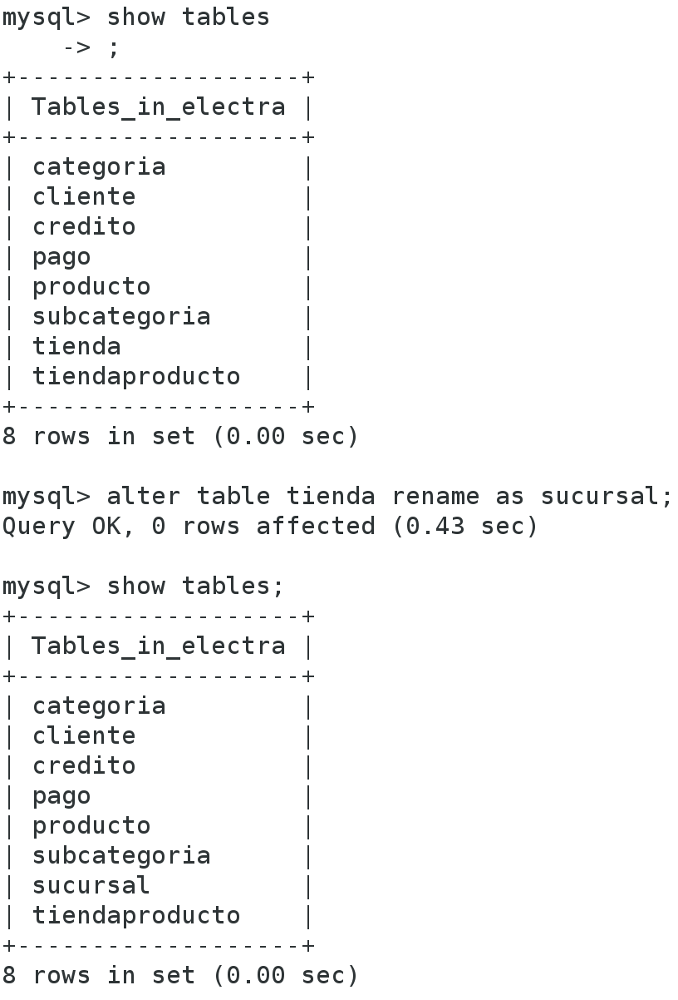 mysql> show tables
    -> ;
+-------------------+
| Tables_in_electra |
+-------------------+
| categoria         |
| cliente           |
| credito           |
| pago              |
| producto          |
| subcategoria      |
| tienda            |
| tiendaproducto    |
+-------------------+
8 rows in set (0.00 sec)

mysql> alter table tienda rename as sucursal;
Query OK, 0 rows affected (0.43 sec)

mysql> show tables;
+-------------------+
| Tables_in_electra |
+-------------------+
| categoria         |
| cliente           |
| credito           |
| pago              |
| producto          |
| subcategoria      |
| sucursal          |
| tiendaproducto    |
+-------------------+
8 rows in set (0.00 sec)